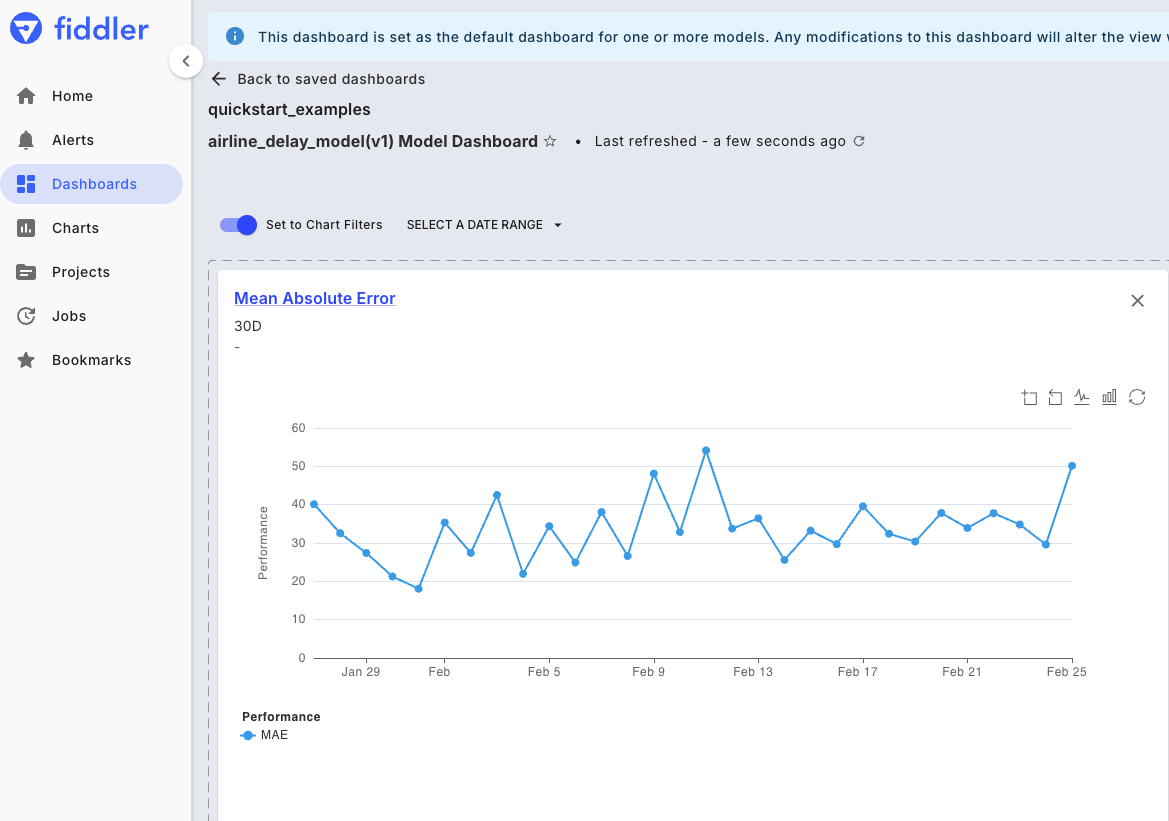 fiddler
Home
Alerts
Dashboards
Charts
Projects
Jobs
Bookmarks
This dashboard is set as the default dashboard for one or more models. Any modifications to this dashboard will alter the view
Back to saved dashboards
quickstart_examples
airline_delay_model(v1) Model Dashboard • Last refreshed - a few seconds ago
Set to Chart Filters SELECT A DATE RANGE
Mean Absolute Error
30D
-
Performance
60
50
40
30
20
10
0
Jan 29 Feb Feb 5 Feb 9 Feb 13 Feb 17 Feb 21 Feb 25
Performance
MAE